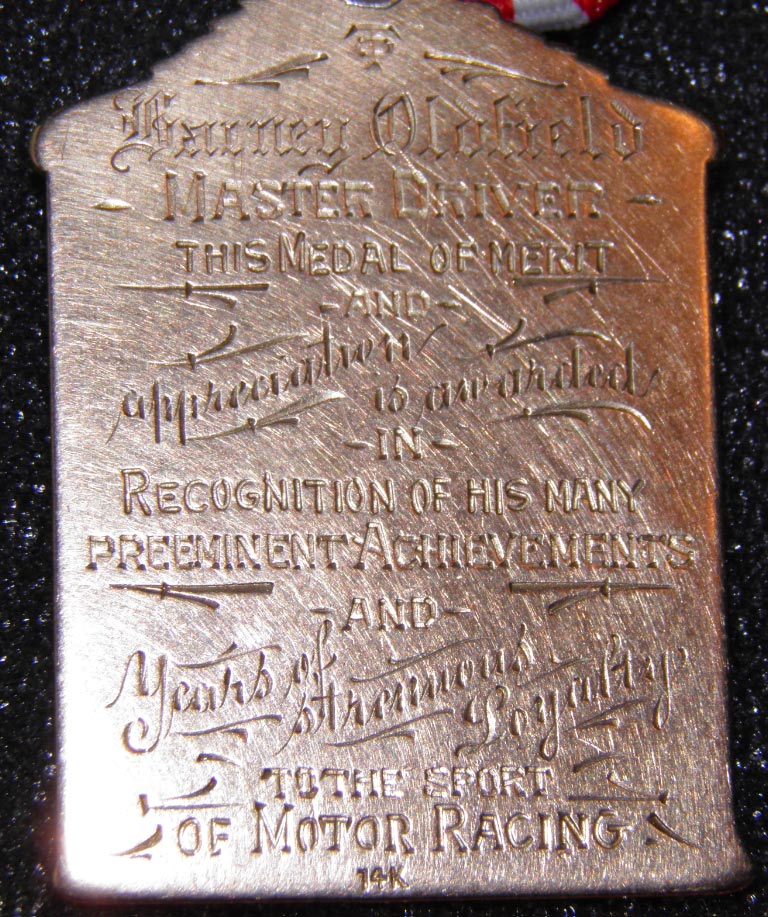 Barney Oldfield
- MASTER DRIVER -
THIS MEDAL OF MERIT
- AND -
appreciation is awarded
- IN -
RECOGNITION OF HIS MANY
PREEMINENT ACHIEVEMENTS
- AND -
Years of strenuous Loyalty
TO THE SPORT
OF MOTOR RACING
14K